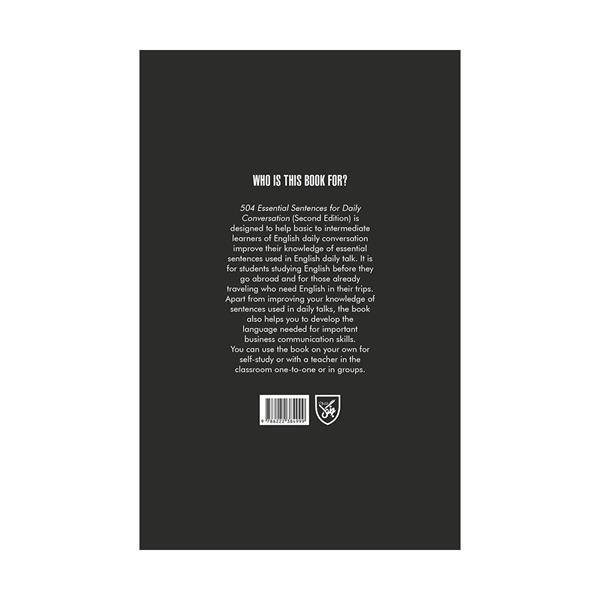 WHO IS THIS BOOK FOR?
504 Essential Sentences for Daily
Conversation (Second Edition) is
designed to help basic to intermediate
learners of English daily conversation
improve their knowledge of essential
sentences used in English daily talk. It is
for students studying English before they
go abroad and for those already
traveling who need English in their trips.
Apart from improving your knowledge of
sentences used in daily talks, the book
also helps you to develop the
language needed for important
business communication skills.
You can use the book on your own for
self-study or with a teacher in the
classroom one-to-one or in groups.
9 786222 384999